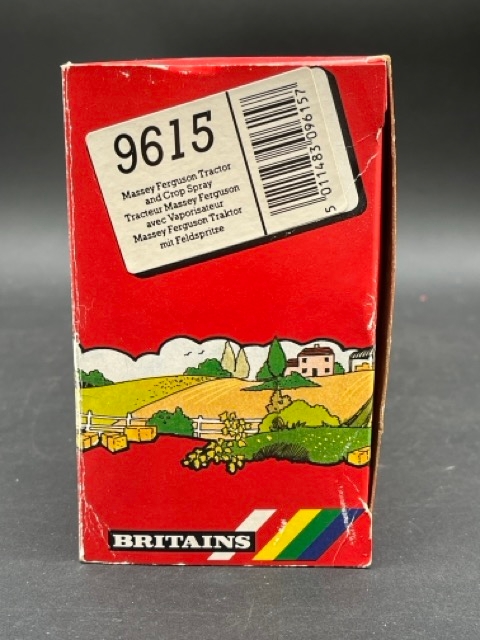 9615
Massey Ferguson Tractor
and Crop Spray
Tracteur Massey Ferguson
avec Vaporisateur
Massey Ferguson Traktor
mit Feldspritze
5 011483 096157
BRITAINS